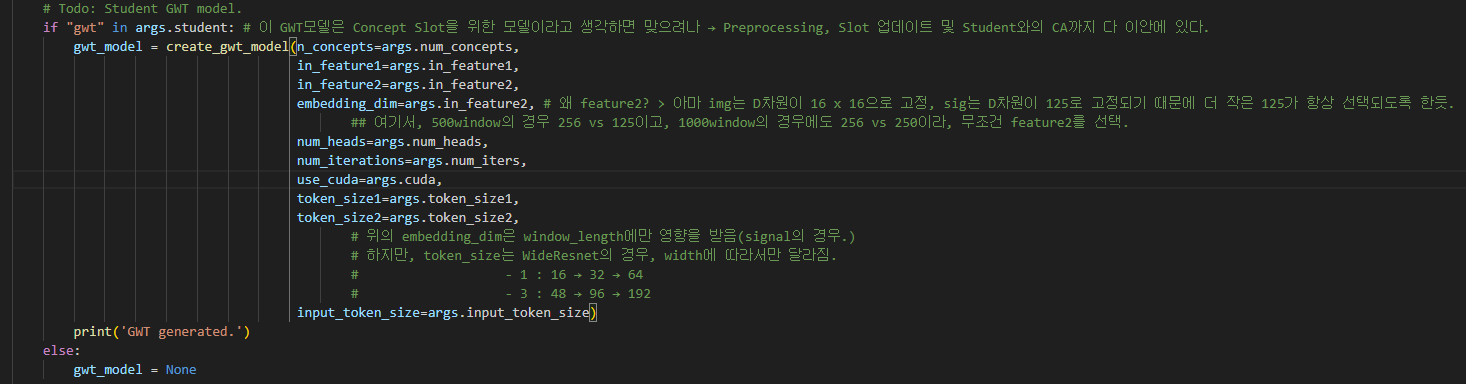 # Todo: Student GWT model.
if "gwt" in args.student: # 이 GWT모델은 Concept Slot을 위한 모델이라고 생각하면 맞으려나 → Preprocessing, Slot 업데이트 및 Student와의 CA까지 다 이안에 있다.
gwt_model = create_gwt_model(n_concepts=args.num_concepts,
in_feature1=args.in_feature1,
in_feature2=args.in_feature2,
embedding_dim=args.in_feature2, # 왜 feature2? > 아마 img는 D차원이 16 x 16으로 고정, sig는 D차원이 125로 고정되기 때문에 더 작은 125가 항상 선택되도록 한듯.
## 여기서, 500window의 경우 256 vs 125이고, 1000window의 경우에도 256 vs 250이라, 무조건 feature2를 선택.
num_heads=args.num_heads,
num_iterations=args.num_iters,
use_cuda=args.cuda,
token_size1=args.token_size1,
token_size2=args.token_size2,
# 위의 embedding_dim은 window_length에만 영향을 받음(signal의 경우.)
# 하지만, token_size는 WideResnet의 경우, width에 따라서만 달라짐.
# - 1 : 16 → 32 → 64
# - 3 : 48 → 96 → 192
input_token_size=args.input_token_size)
print('GWT generated.')
else:
gwt_model = None